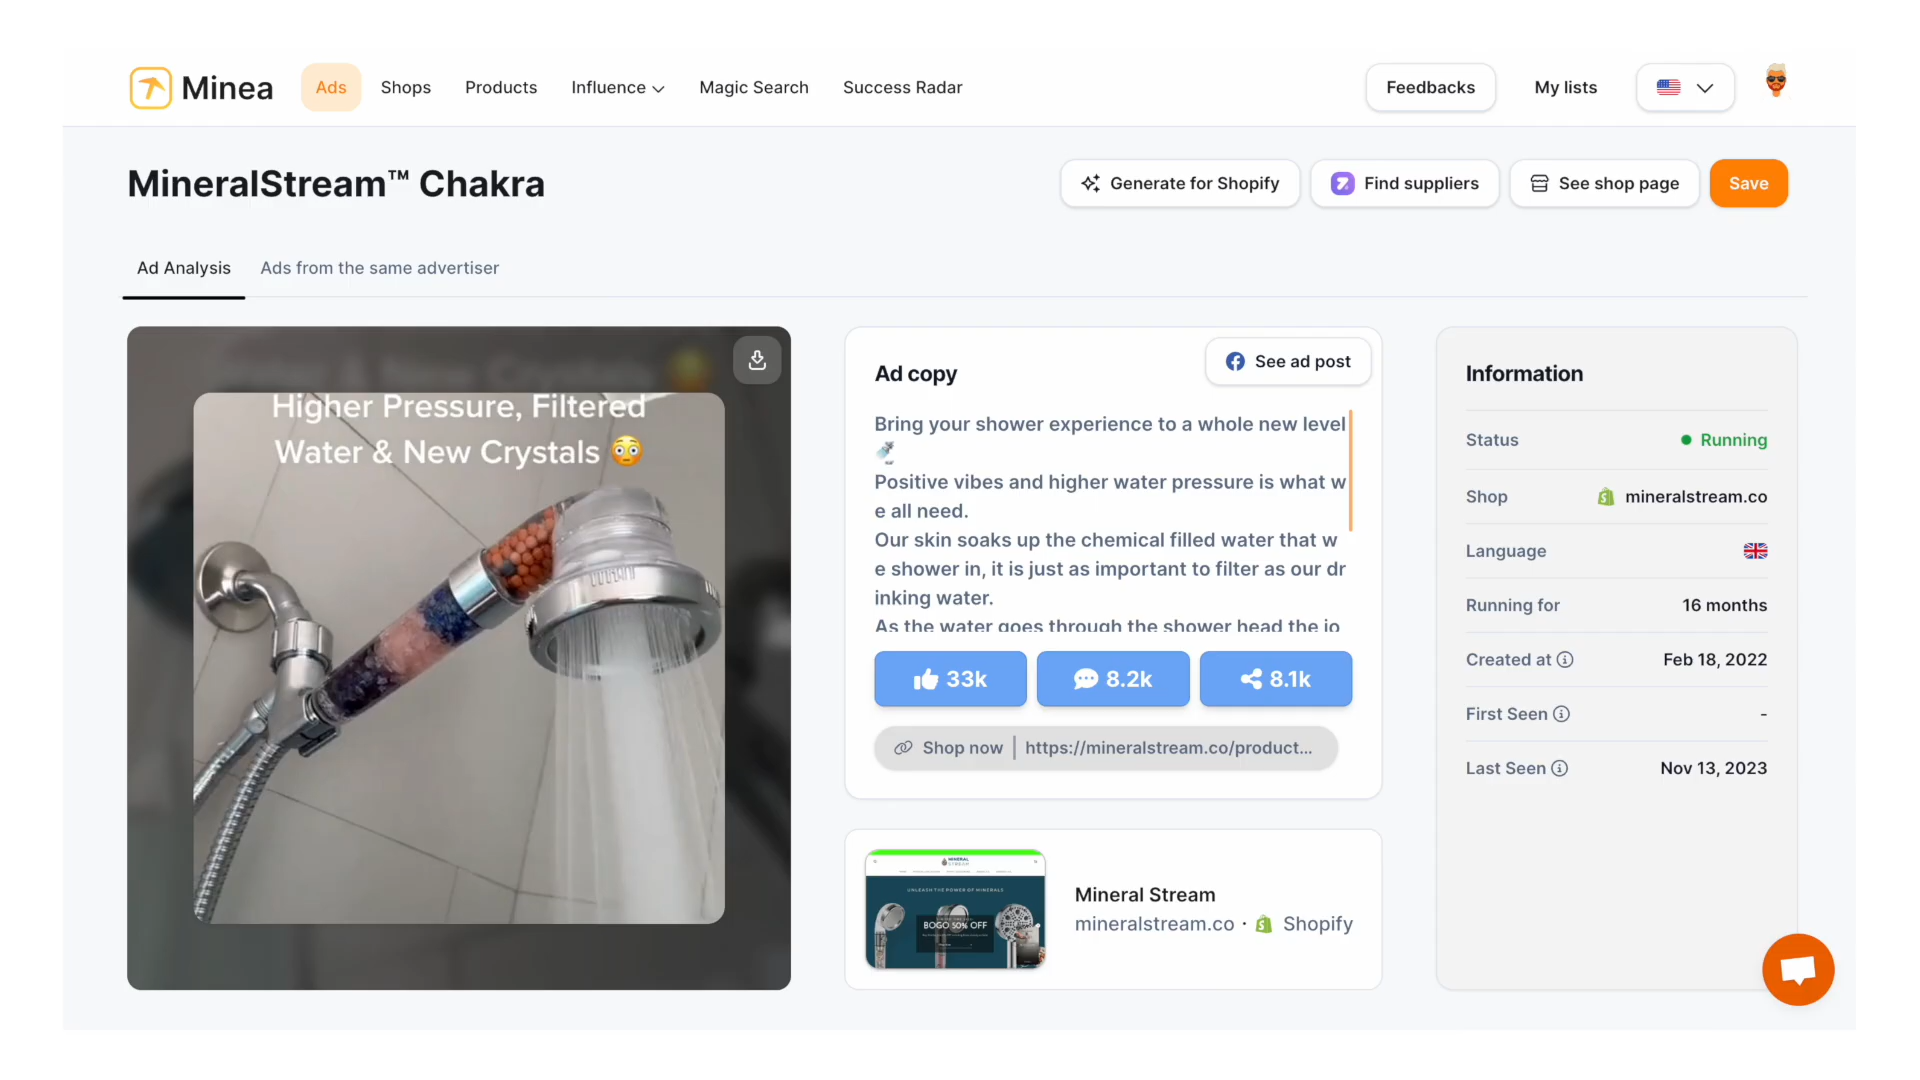 Minea
Ads
Shops
Products
Influence
Magic Search
Success Radar
Feedbacks
My lists
MineralStream™ Chakra
Generate for Shopify
Find suppliers
See shop page
Save
Ad Analysis
Ads from the same advertiser
Higher Pressure, Filtered
Water & New Crystals 😳
Ad copy
See ad post
Bring your shower experience to a whole new level
🚿
Positive vibes and higher water pressure is what w
e all need.
Our skin soaks up the chemical filled water that w
e shower in, it is just as important to filter as our dr
inking water.
As the water goes through the shower head the io
33k
8.2k
8.1k
Shop now | https://mineralstream.co/product...
MINERAL
STREAM
UNLEASH THE POWER OF MINERALS
BOGO 50% OFF
Mineral Stream
mineralstream.co · Shopify
Information
Status
Running
Shop
mineralstream.co
Language
Running for
16 months
Created at
Feb 18, 2022
First Seen
-
Last Seen
Nov 13, 2023